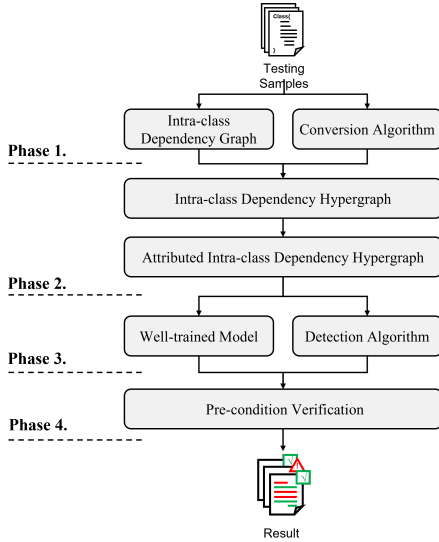 Class{
}
Testing
Samples
Intra-class
Dependency Graph
Conversion Algorithm
Phase 1.
Intra-class Dependency Hypergraph
Attributed Intra-class Dependency Hypergraph
Phase 2.
Well-trained Model
Detection Algorithm
Phase 3.
Pre-condition Verification
Phase 4.
Result